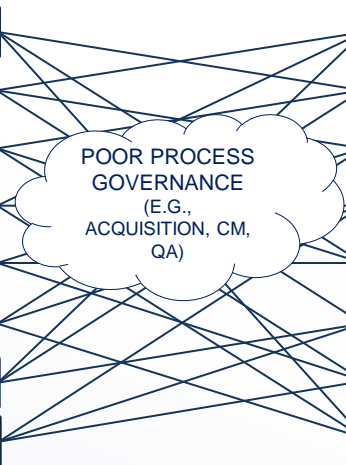 POOR PROCESS
GOVERNANCE
(E.G.,
ACQUISITION, CM,
QA)